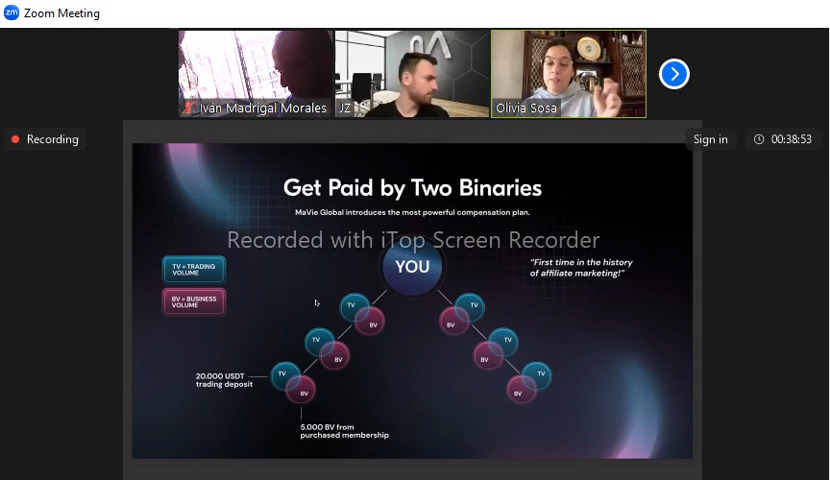 zm Zoom Meeting
Iván Madrigal Morales
JZ
Olivia Sosa
Recording
Sign in
00:38:53
Get Paid by Two Binaries
MaVie Global introduces the most powerful compensation plan.
Recorded with iTop Screen Recorder
TV = TRADING
VOLUME
BV = BUSINESS
VOLUME
YOU
"First time in the history
of affiliate marketing!"
TV
BV
TV
BV
TV
BV
TV
BV
TV
BV
TV
BV
20.000 USDT
trading deposit
5.000 BV from
purchased membership